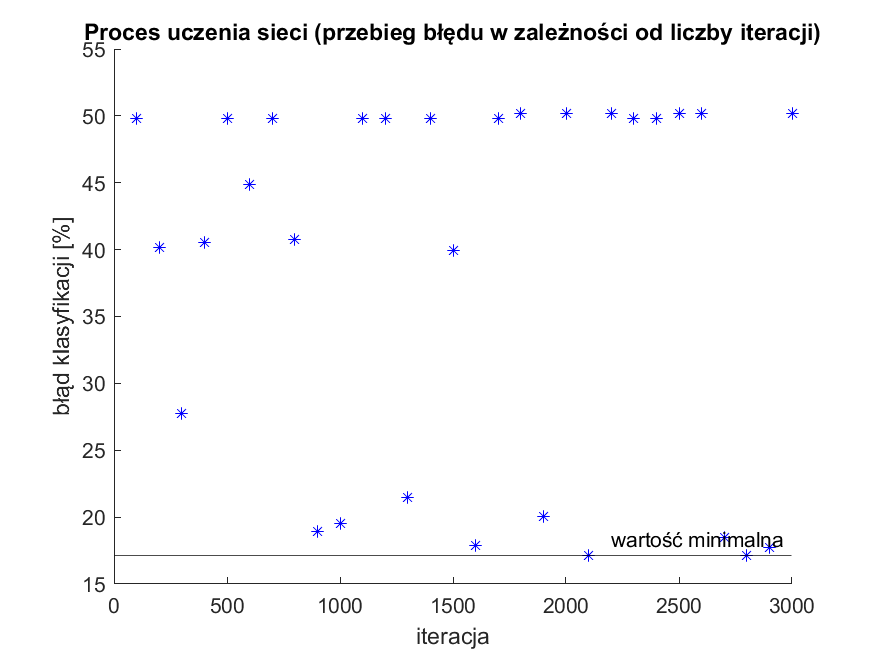 Proces uczenia sieci (przebieg błędu w zależności od liczby iteracji)
55
50
45
40
35
30
25
20
15
błąd klasyfikacji [%]
wartość minimalna
0 500 1000 1500 2000 2500 3000
iteracja